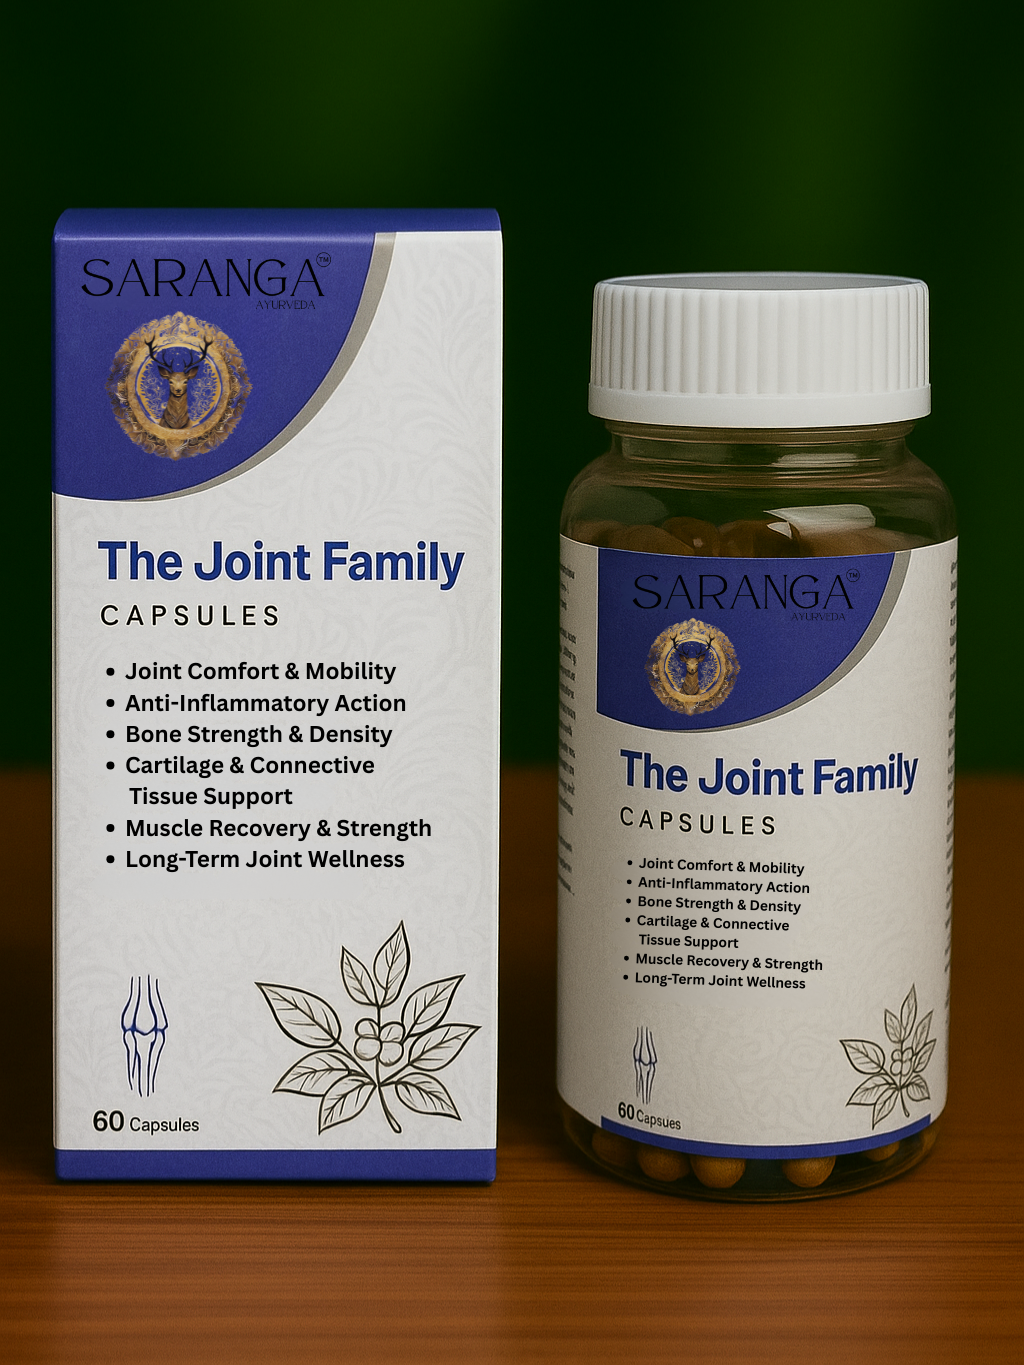 SARANGA™
AYURVEDA
The Joint Family
CAPSULES
• Joint Comfort & Mobility
• Anti-Inflammatory Action
• Bone Strength & Density
• Cartilage & Connective
Tissue Support
• Muscle Recovery & Strength
• Long-Term Joint Wellness
60 Capsules
SARANGA™
AYURVEDA
The Joint Family
CAPSULES
• Joint Comfort & Mobility
• Anti-Inflammatory Action
• Bone Strength & Density
• Cartilage & Connective
Tissue Support
• Muscle Recovery & Strength
• Long-Term Joint Wellness
60 Capsues